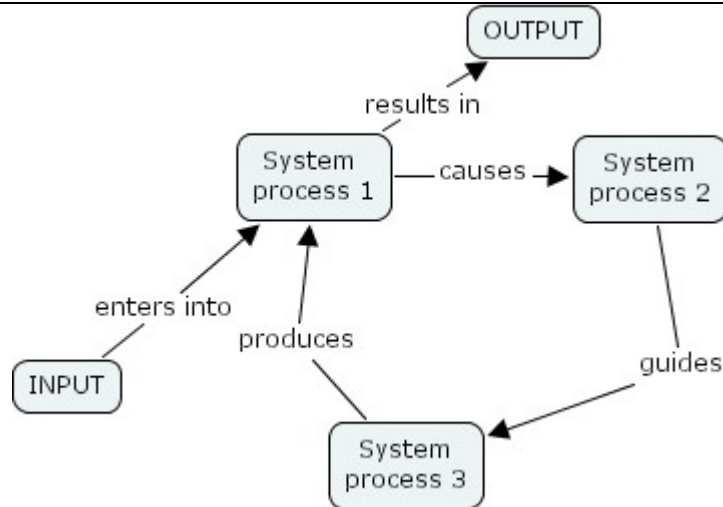 OUTPUT
results in
System
process 1
causes
System
process 2
enters into
produces
guides
INPUT
System
process 3